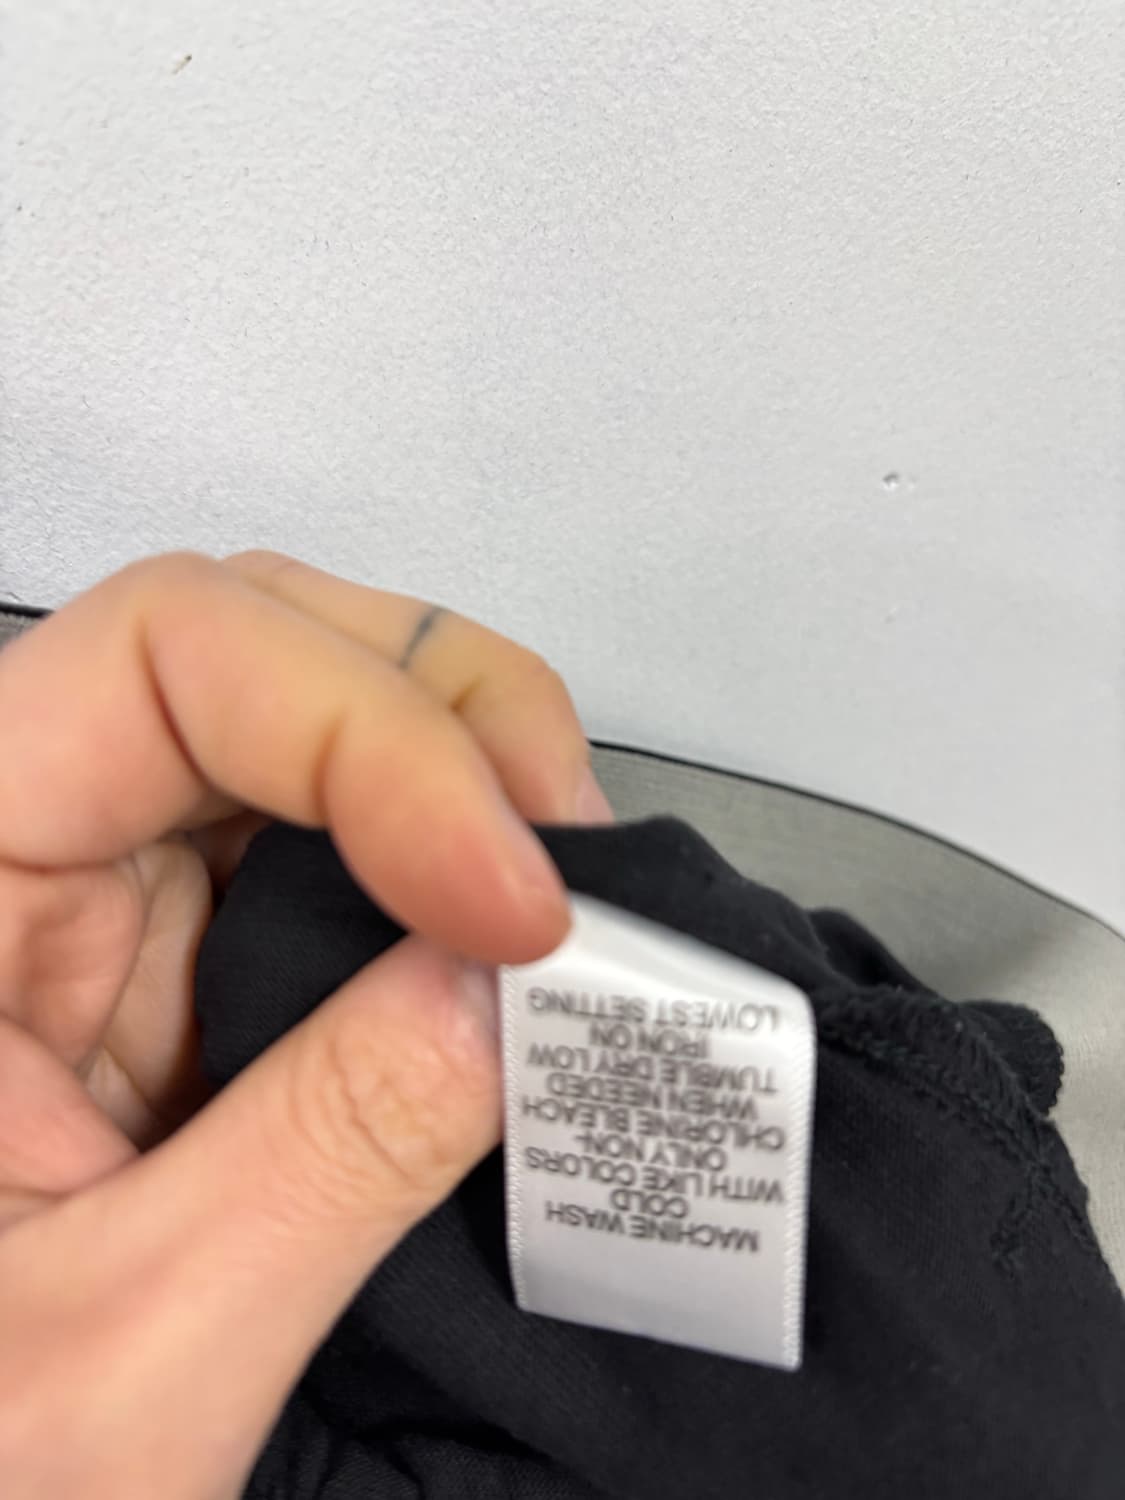 MACHINE WASH
COLD
WITH LIKE COLORS
ONLY NON-
CHLORINE BLEACH
WHEN NEEDED
TUMBLE DRY LOW
IRON ON
LOWEST SETTING